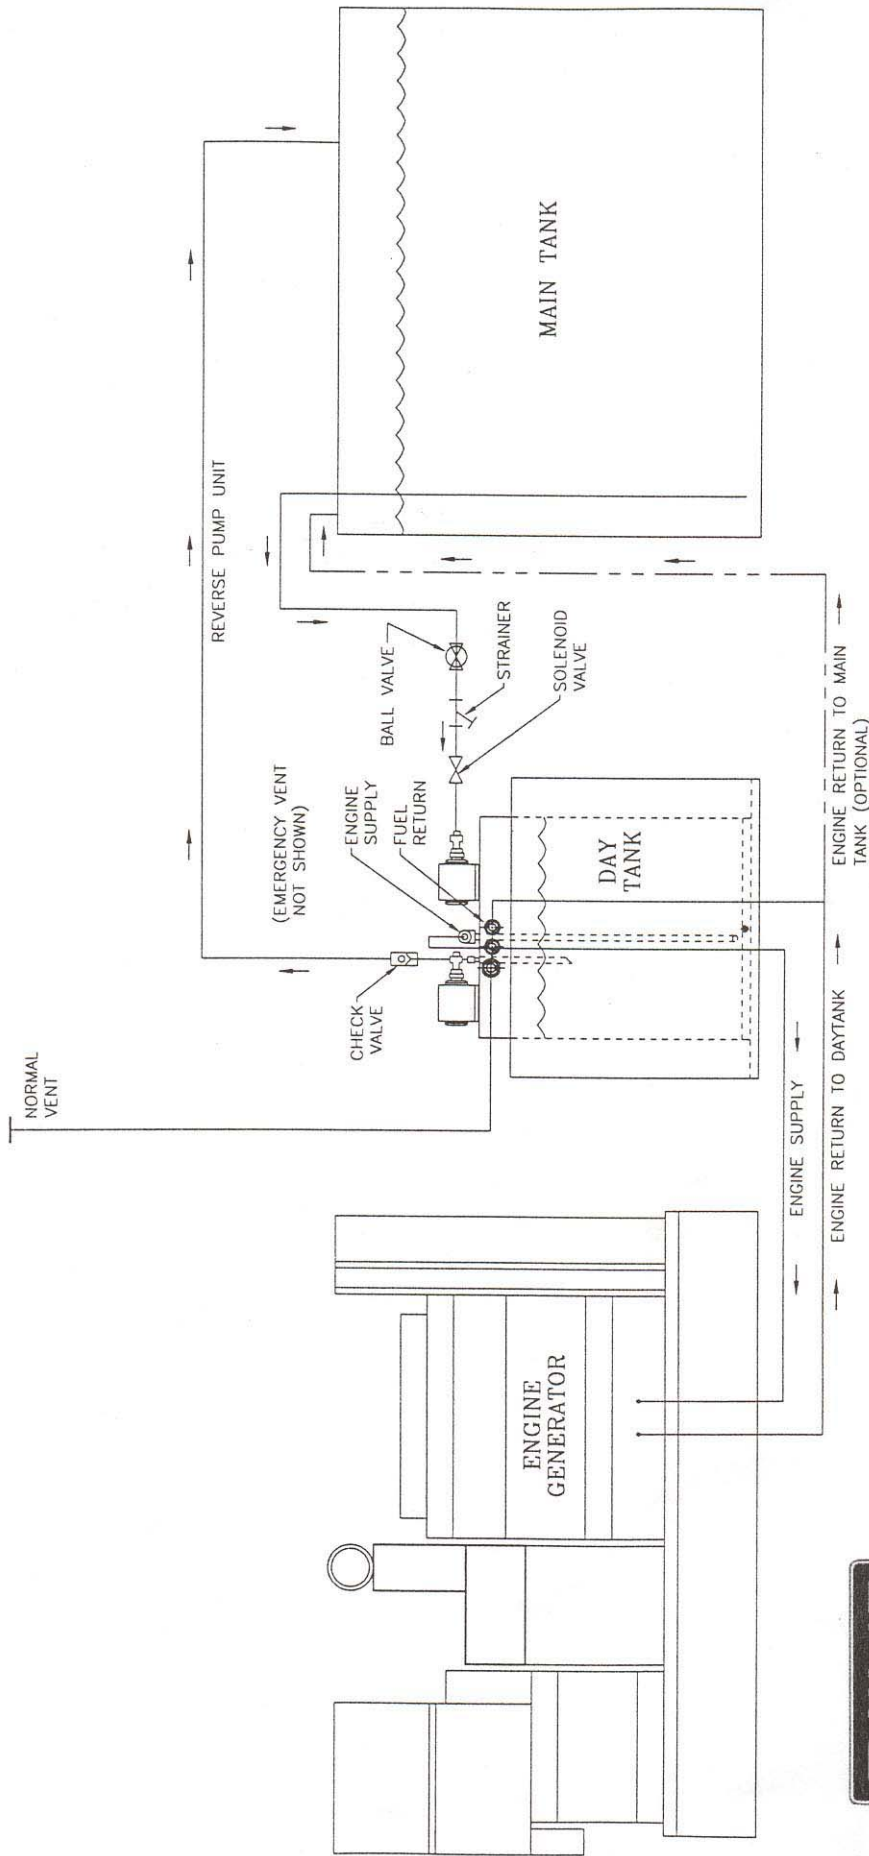 NORMAL
VENT
REVERSE PUMP UNIT
(EMERGENCY VENT
NOT SHOWN)
CHECK
VALVE
ENGINE
SUPPLY
FUEL
RETURN
BALL VALVE
STRAINER
SOLENOID
VALVE
MAIN TANK
DAY
TANK
ENGINE
GENERATOR
ENGINE SUPPLY
ENGINE RETURN TO DAYTANK
ENGINE RETURN TO MAIN
TANK (OPTIONAL)